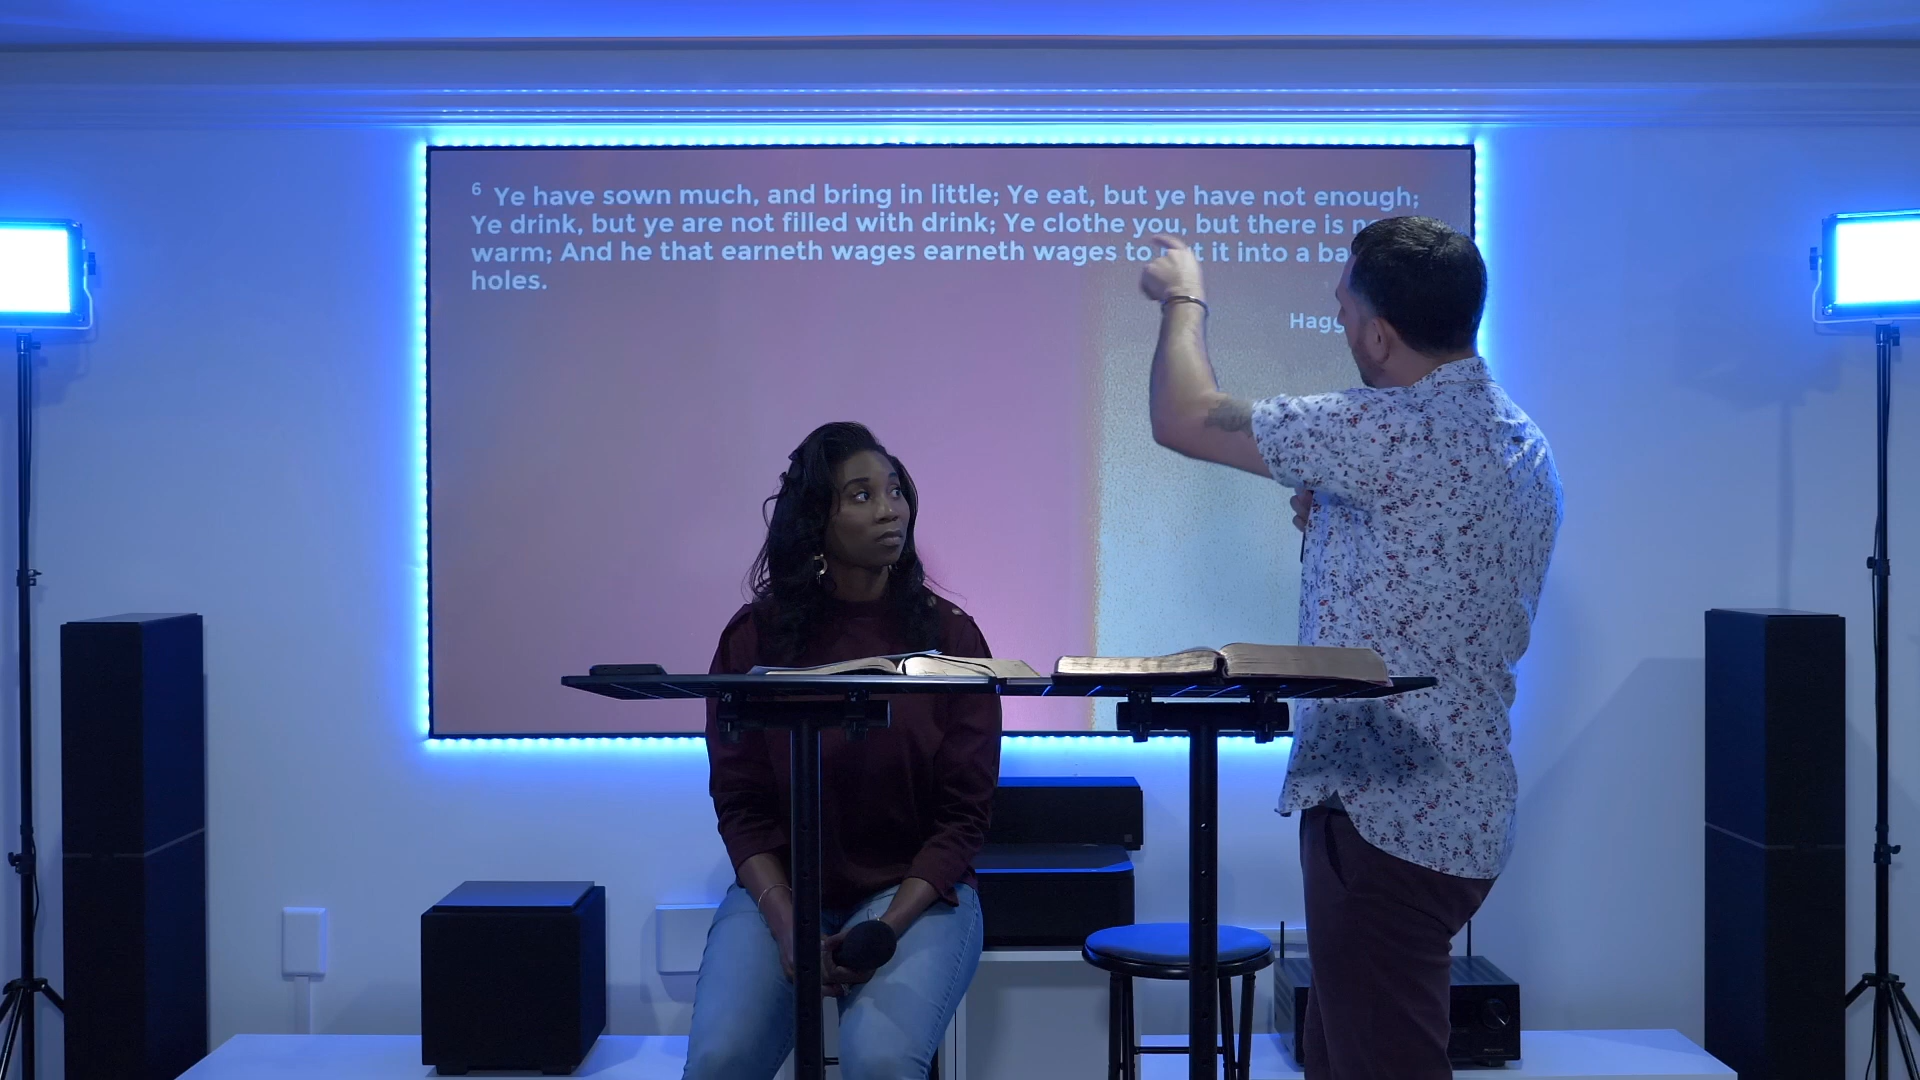 6 Ye have sown much, and bring in little; Ye eat, but ye have not enough;
Ye drink, but ye are not filled with drink; Ye clothe you, but there is
warm; And he that earneth wages earneth wages to it into a
holes.